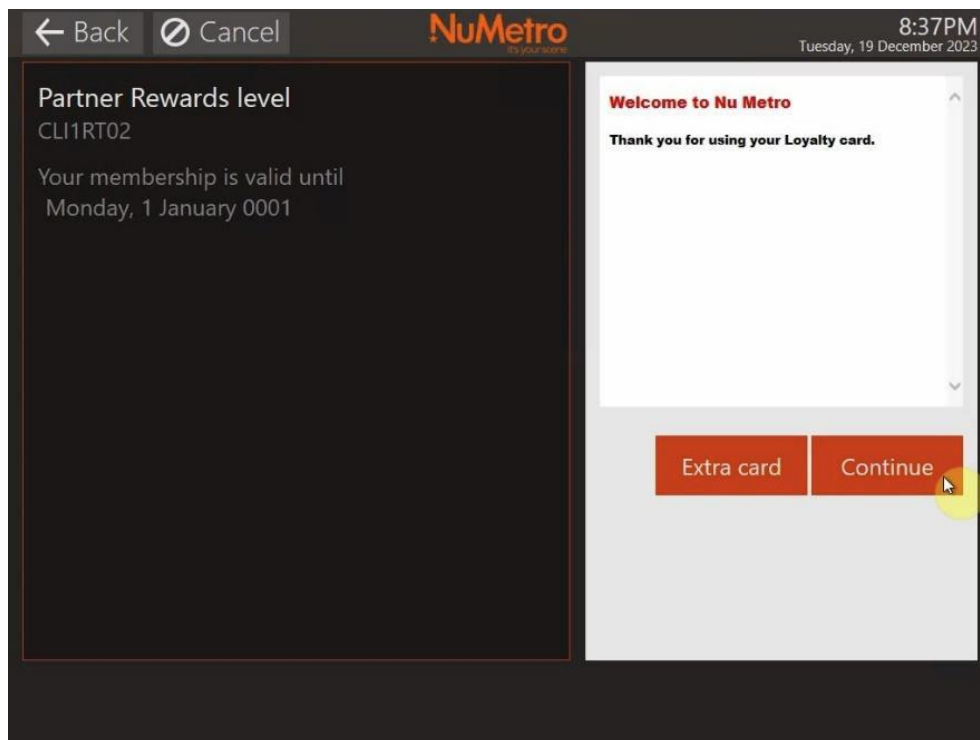 ← Back
Cancel
NuMetro
it's your scene
8:37PM
Tuesday, 19 December 2023
Partner Rewards level
CLI1RT02
Your membership is valid until
Monday, 1 January 0001
Welcome to Nu Metro
Thank you for using your Loyalty card.
Extra card
Continue